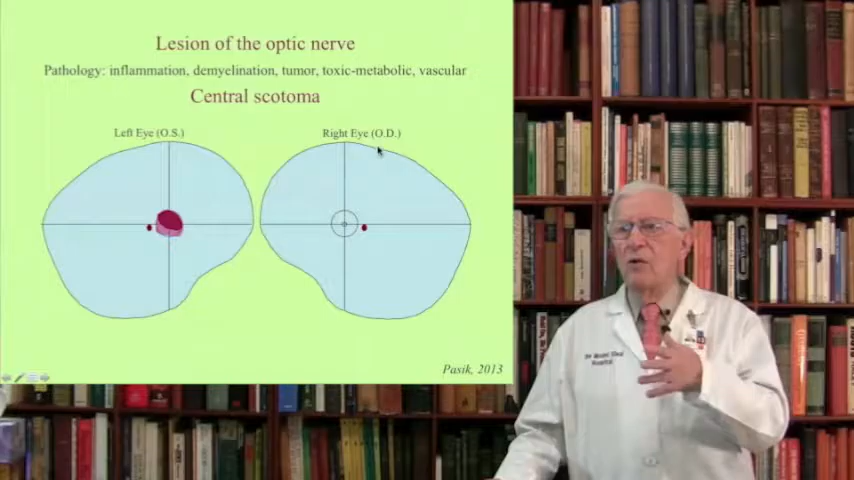 Lesion of the optic nerve
Pathology: inflammation, demyelination, tumor, toxic-metabolic, vascular
Central scotoma
Left Eye (O.S.) Right Eye (O.D.)
Pasik, 2013
Hospital